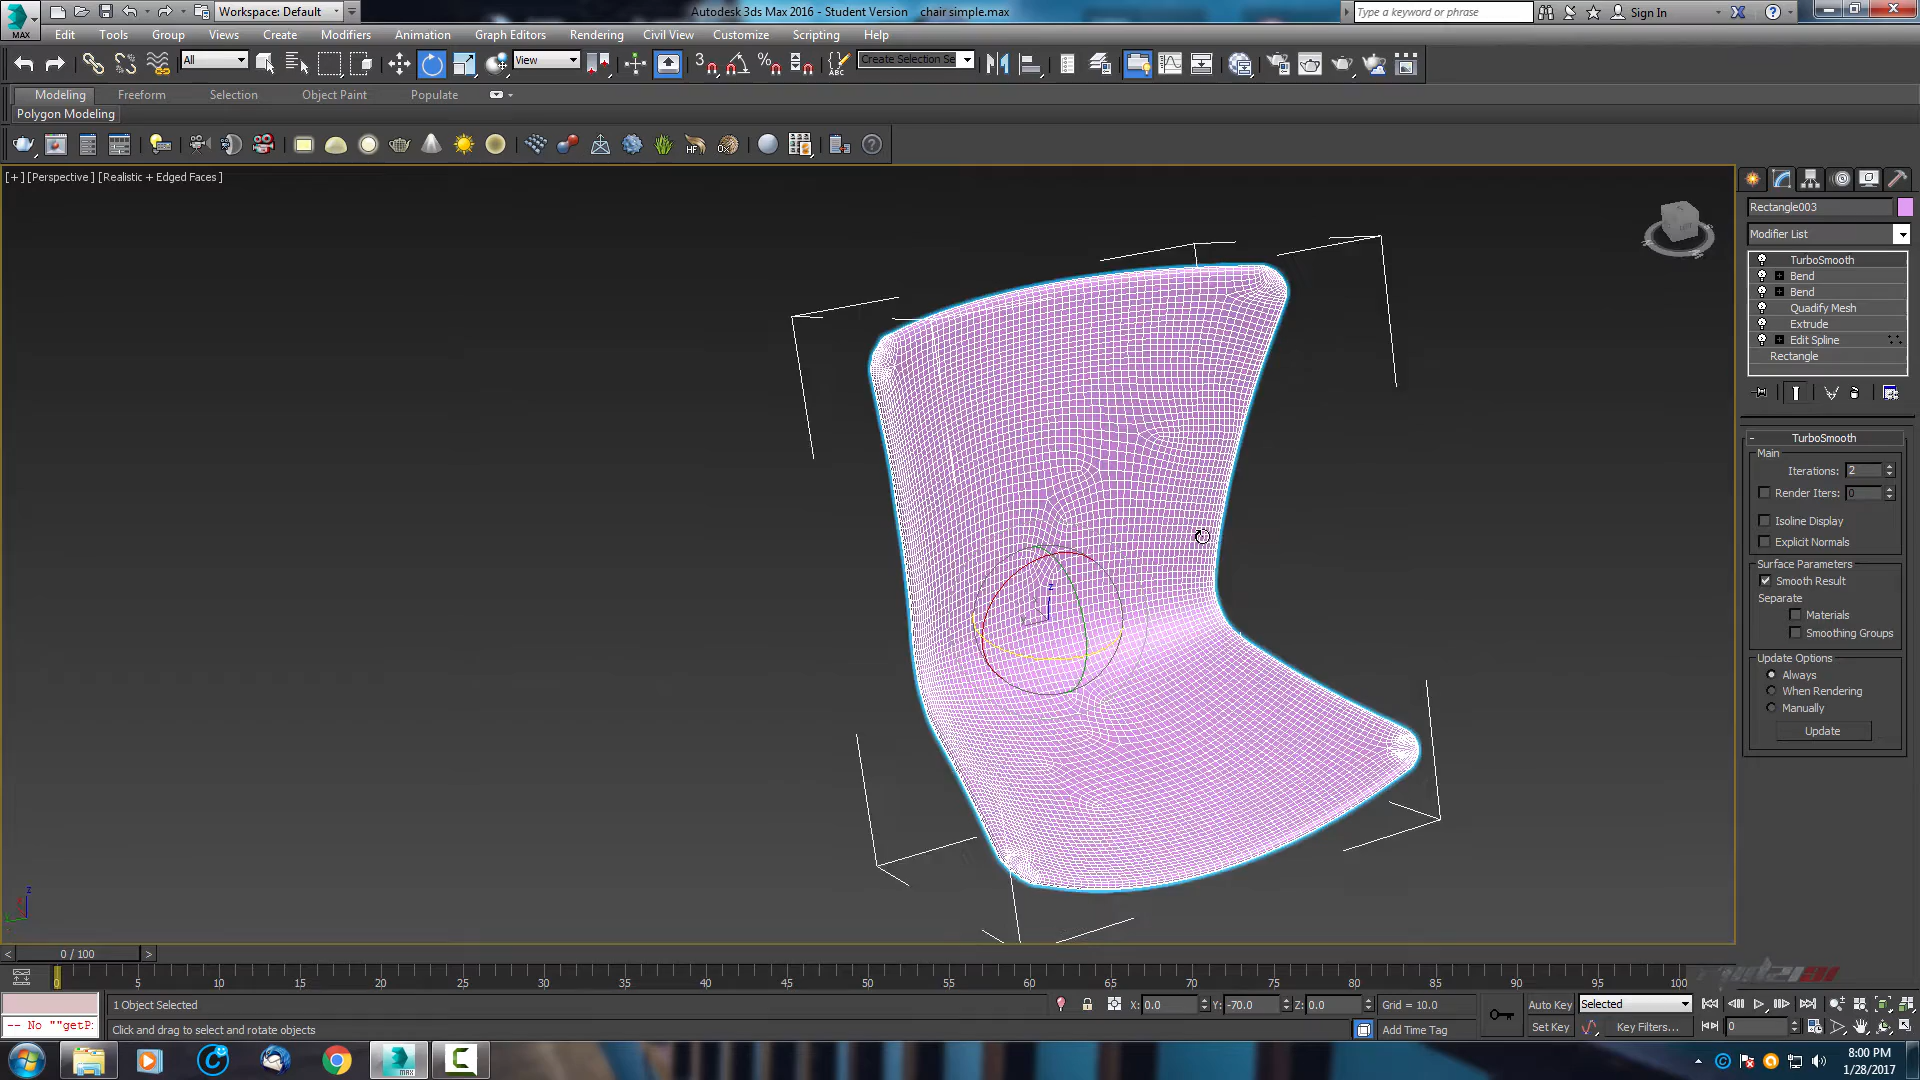 Workspace: Default
Autodesk 3ds Max 2016 - Student Version    chair simple.max
Type a keyword or phrase
Sign In
MAX
Edit Tools Group Views Create Modifiers Animation Graph Editors Rendering Civil View Customize Scripting Help
All
View
3
%
ABC
Create Selection Se
Modeling Freeform Selection Object Paint Populate
Polygon Modeling
HF
[+] [Perspective ] [Realistic + Edged Faces ]
Rectangle003
Modifier List
TurboSmooth
Bend
Bend
Quadify Mesh
Extrude
Edit Spline
Rectangle
- TurboSmooth
Main
Iterations: 2
Render Iters: 0
Isoline Display
Explicit Normals
Surface Parameters
Smooth Result
Separate
Materials
Smoothing Groups
Update Options
Always
When Rendering
Manually
Update
z
z
< 0 / 100 >
0 5 10 15 20 25 30 35 40 45 50 55 60 65 70 75 80 85 90 95 100
1 Object Selected
X: 0.0 Y: -70.0 Z: 0.0 Grid = 10.0
Auto Key Selected
-- No ""getP:
Click and drag to select and rotate objects
Add Time Tag
Set Key Key Filters... 0
MAX
8:00 PM
1/28/2017